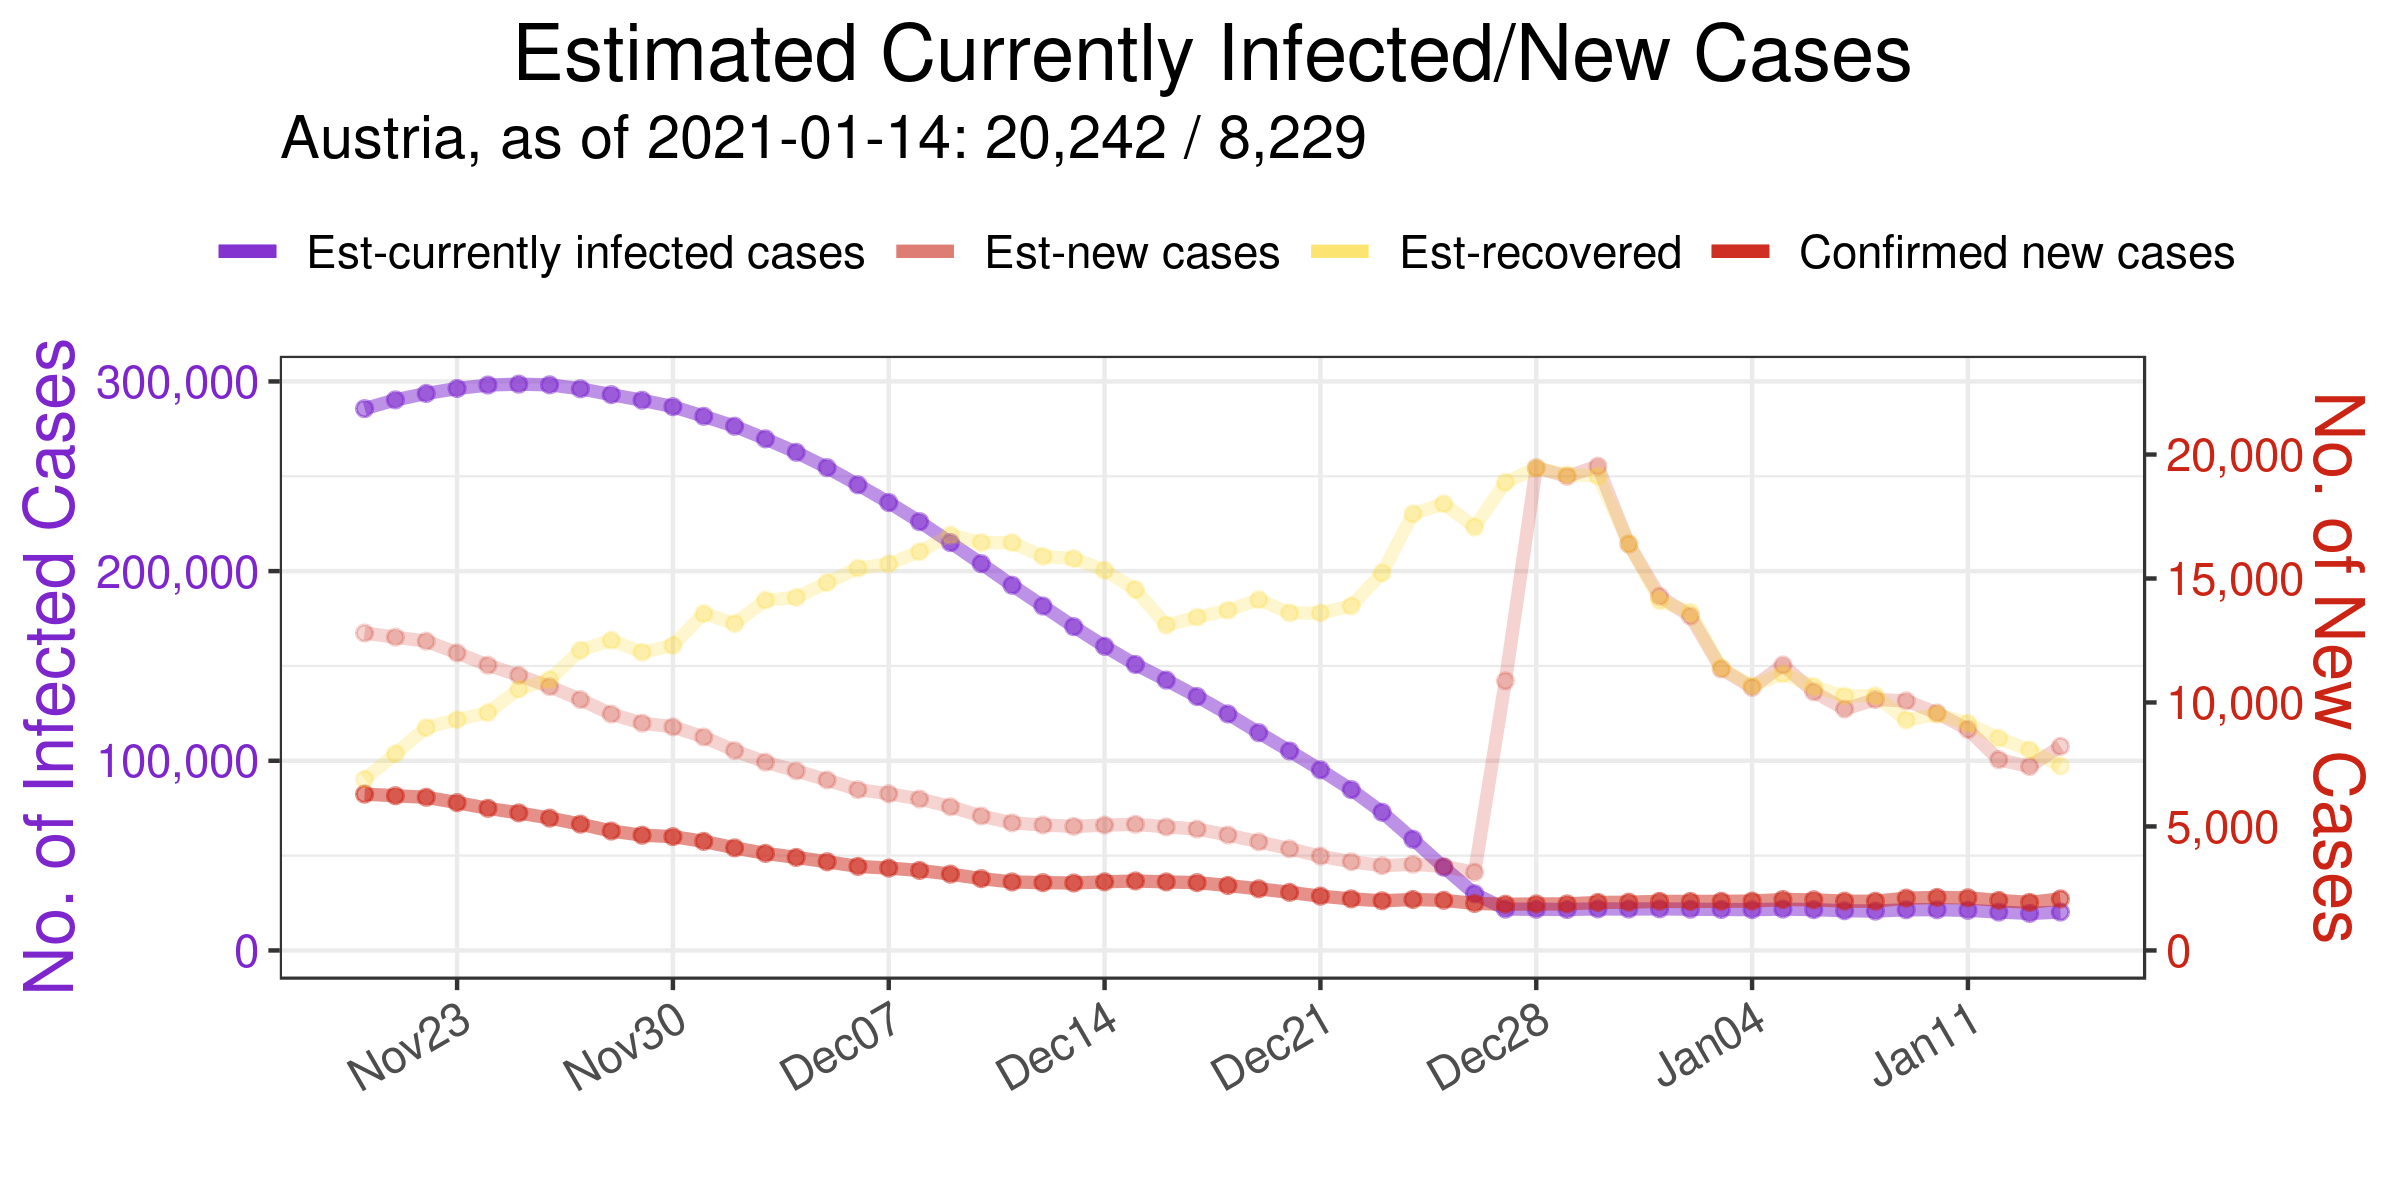 Estimated Currently Infected/New Cases
Austria, as of 2021-01-14: 20,242 / 8,229
Est-currently infected cases Est-new cases Est-recovered Confirmed new cases
No. of Infected Cases
300,000
200,000
100,000
0
20,000
15,000
10,000
5,000
0
No. of New Cases
Nov23 Nov30 Dec07 Dec14 Dec21 Dec28 Jan04 Jan11